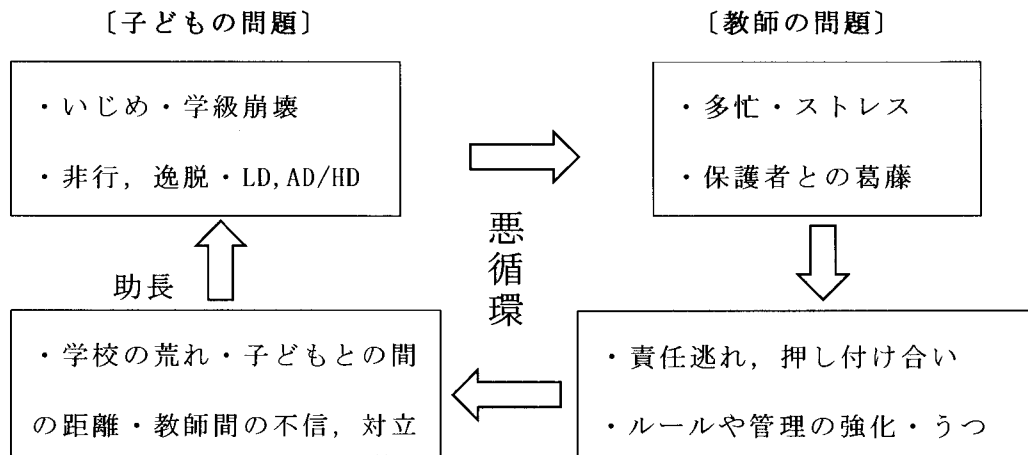 〔子どもの問題〕
〔教師の問題〕
・いじめ・学級崩壊
・非行，逸脱・LD,AD/HD
・多忙・ストレス
・保護者との葛藤
悪循環
助長
・学校の荒れ・子どもとの間
の距離・教師間の不信，対立
・責任逃れ，押し付け合い
・ルールや管理の強化・うつ